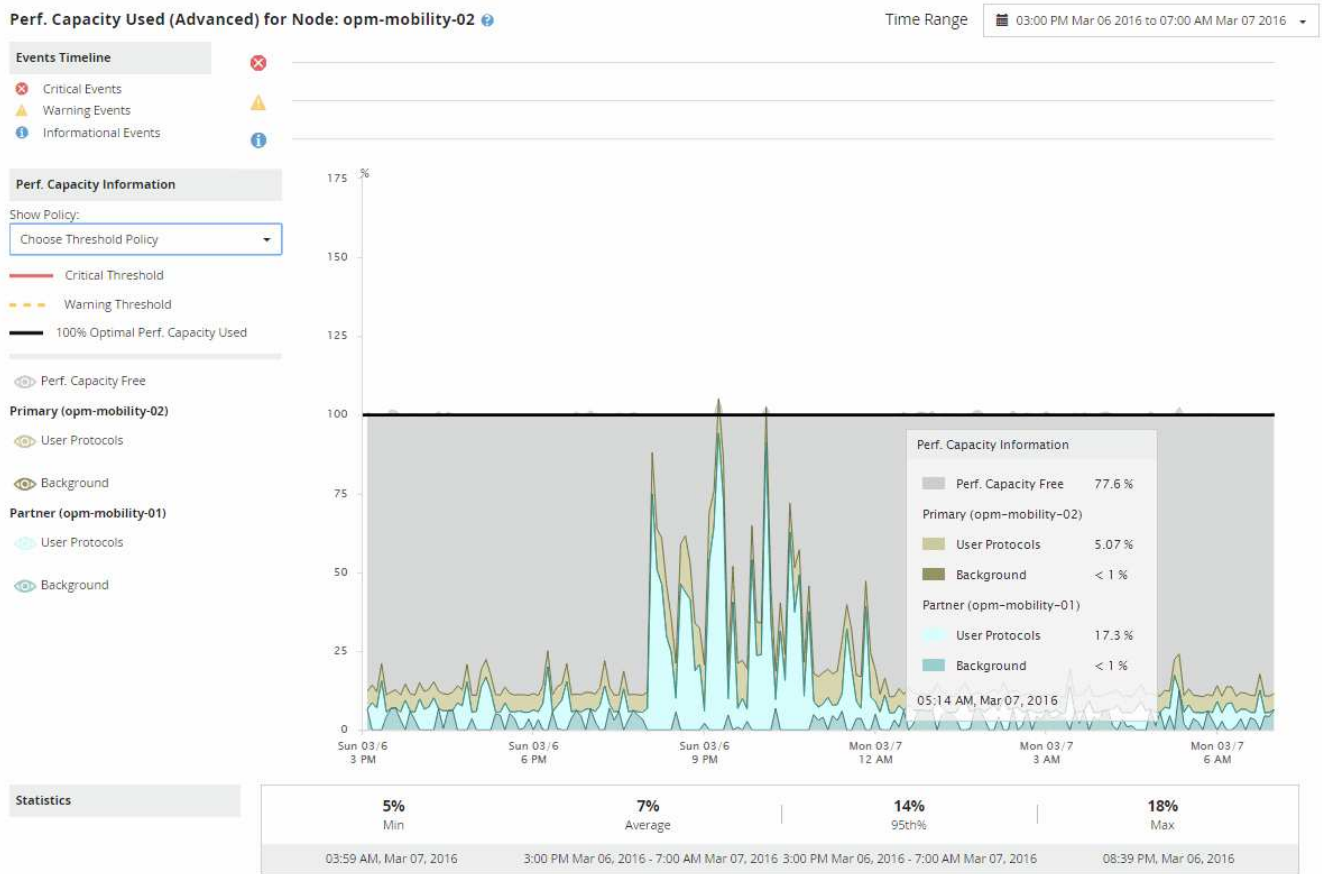 Perf. Capacity Used (Advanced) for Node: opm-mobility-02 ?
Time Range 03:00 PM Mar 06 2016 to 07:00 AM Mar 07 2016
Events Timeline
Critical Events
Warning Events
Informational Events
Perf. Capacity Information
Show Policy:
Choose Threshold Policy
Critical Threshold
Warning Threshold
100% Optimal Perf. Capacity Used
Perf. Capacity Free
Primary (opm-mobility-02)
User Protocols
Background
Partner (opm-mobility-01)
User Protocols
Background
%
175
150
125
100
75
50
25
0
Perf. Capacity Information
Perf. Capacity Free 77.6 %
Primary (opm-mobility-02)
User Protocols 5.07 %
Background < 1 %
Partner (opm-mobility-01)
User Protocols 17.3 %
Background < 1 %
05:14 AM, Mar 07, 2016
Sun 03/6 Sun 03/6 Sun 03/6 Mon 03/7 Mon 03/7 Mon 03/7
3 PM 6 PM 9 PM 12 AM 3 AM 6 AM
Statistics
5% 7% 14% 18%
Min Average 95th% Max
03:59 AM, Mar 07, 2016 3:00 PM Mar 06, 2016 - 7:00 AM Mar 07, 2016 3:00 PM Mar 06, 2016 - 7:00 AM Mar 07, 2016 08:39 PM, Mar 06, 2016